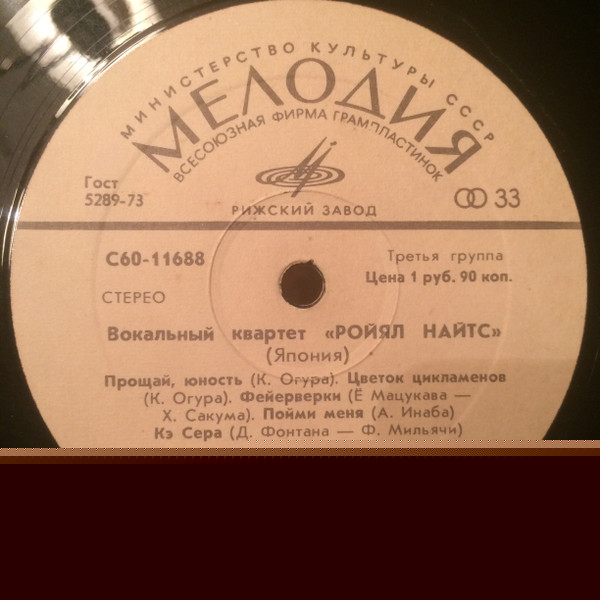 МИНИСТЕРСТВО КУЛЬТУРЫ СССР
МЕЛОДИЯ
ВСЕСОЮЗНАЯ ФИРМА ГРАМПЛАСТИНОК
Гост
5289-73
33
РИЖСКИЙ ЗАВОД
С60-11688
Третья группа
Цена 1 руб. 90 коп.
СТЕРЕО
Вокальный квартет «РОЙЯЛ НАЙТС»
(Япония)
Прощай, юность (К. Огура). Цветок цикламенов
(К. Огура). Фейерверки (Ё Мацукава —
Х. Сакума). Пойми меня (А. Инаба)
Кэ Сера (Д. Фонтана — Ф. Мильячи)